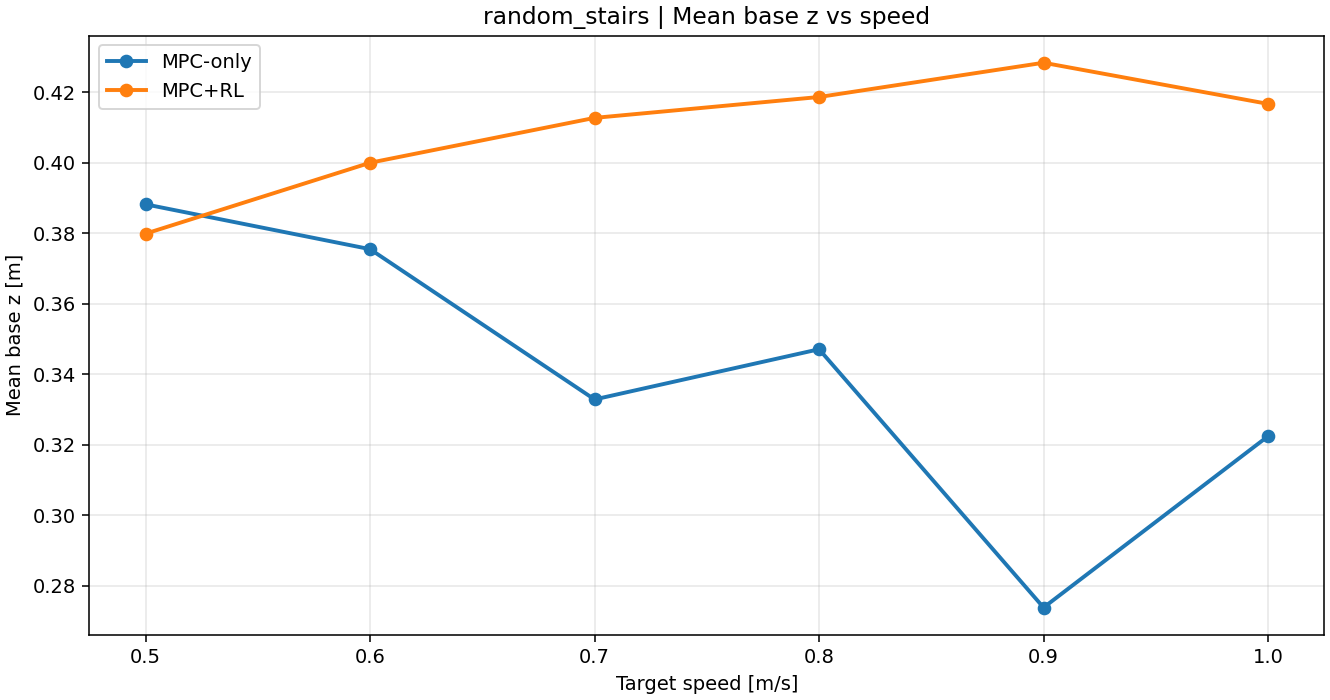 random_stairs | Mean base z vs speed
MPC-only
MPC+RL
0.42
0.40
0.38
0.36
0.34
0.32
0.30
0.28
Mean base z [m]
0.5 0.6 0.7 0.8 0.9 1.0
Target speed [m/s]